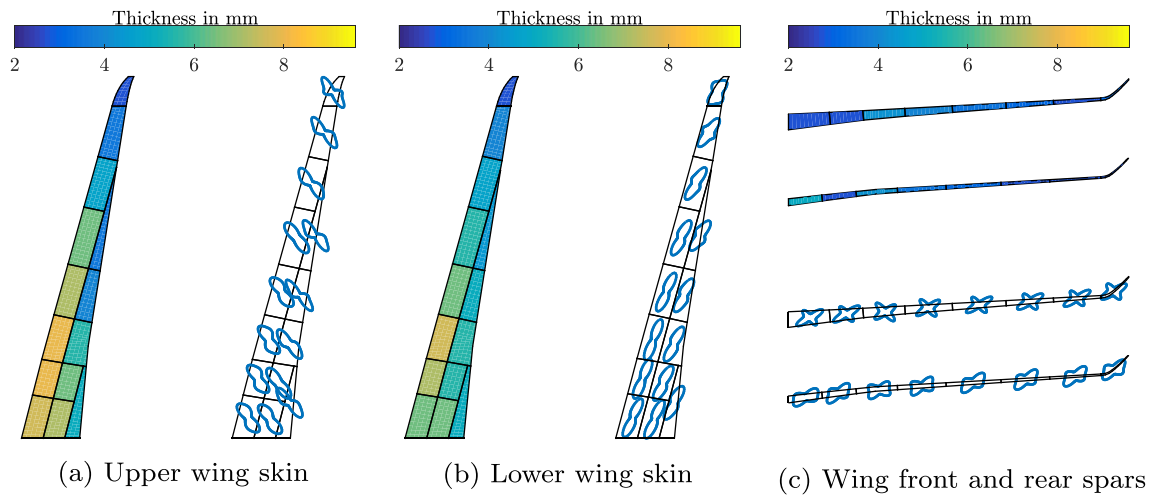 Thickness in mm
2 4 6 8
(a) Upper wing skin
Thickness in mm
2 4 6 8
(b) Lower wing skin
Thickness in mm
2 4 6 8
(c) Wing front and rear spars